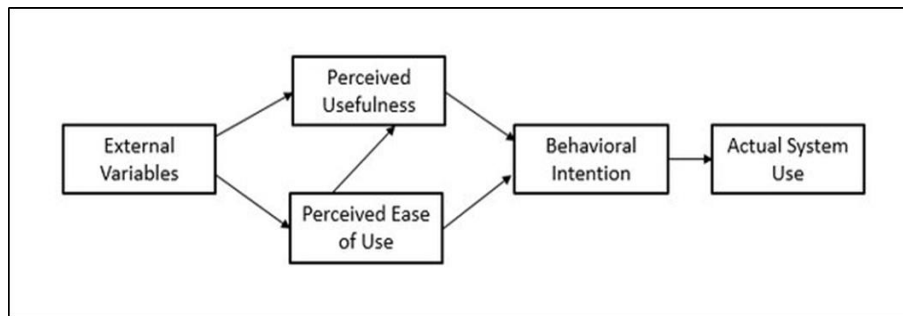 Perceived
Usefulness
External
Variables
Behavioral
Intention
Actual System
Use
Perceived Ease
of Use